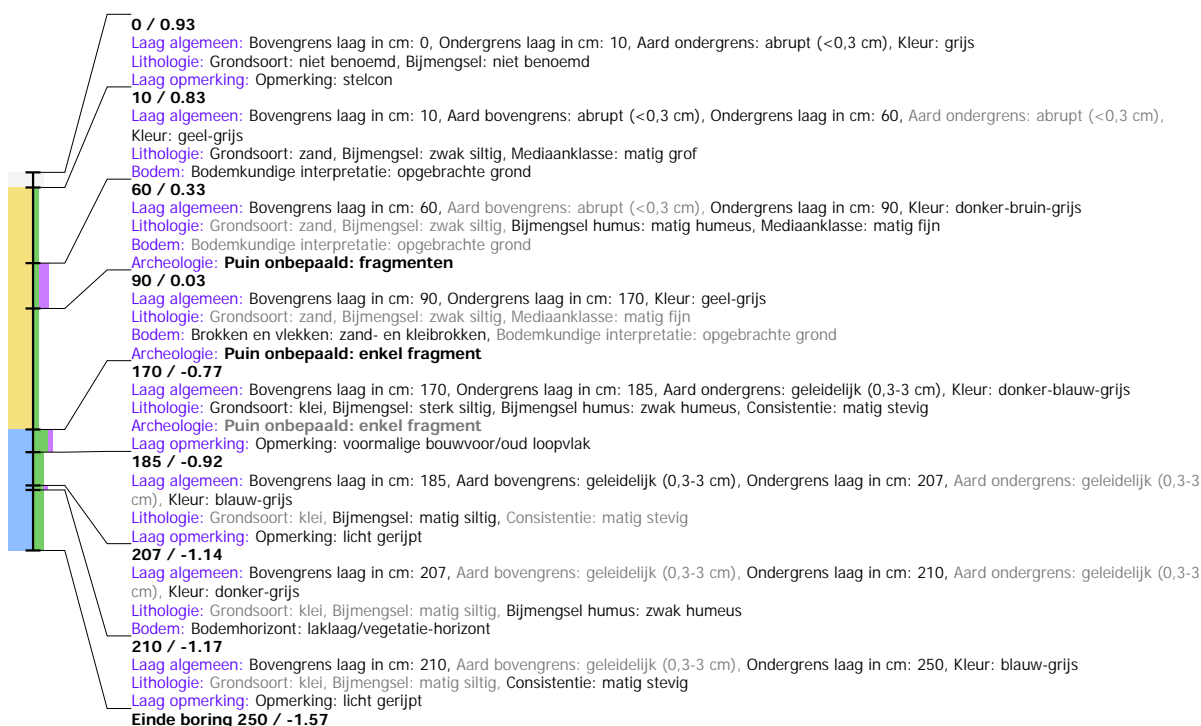 0 / 0.93
Laag algemeen: Bovengrens laag in cm: 0, Ondergrens laag in cm: 10, Aard ondergrens: abrupt (<0,3 cm), Kleur: grijs
Lithologie: Grondsoort: niet benoemd, Bijmengsel: niet benoemd
Laag opmerking: Opmerking: stelcon
10 / 0.83
Laag algemeen: Bovengrens laag in cm: 10, Aard bovengrens: abrupt (<0,3 cm), Ondergrens laag in cm: 60, Aard ondergrens: abrupt (<0,3 cm),
Kleur: geel-grijs
Lithologie: Grondsoort: zand, Bijmengsel: zwak siltig, Mediaanklasse: matig grof
Bodem: Bodemkundige interpretatie: opgebrachte grond
60 / 0.33
Laag algemeen: Bovengrens laag in cm: 60, Aard bovengrens: abrupt (<0,3 cm), Ondergrens laag in cm: 90, Kleur: donker-bruin-grijs
Lithologie: Grondsoort: zand, Bijmengsel: zwak siltig, Bijmengsel humus: matig humeus, Mediaanklasse: matig fijn
Bodem: Bodemkundige interpretatie: opgebrachte grond
Archeologie: Puin onbepaald: fragmenten
90 / 0.03
Laag algemeen: Bovengrens laag in cm: 90, Ondergrens laag in cm: 170, Kleur: geel-grijs
Lithologie: Grondsoort: zand, Bijmengsel: zwak siltig, Mediaanklasse: matig fijn
Bodem: Brokken en vlekken: zand- en kleibrokken, Bodemkundige interpretatie: opgebrachte grond
Archeologie: Puin onbepaald: enkel fragment
170 / -0.77
Laag algemeen: Bovengrens laag in cm: 170, Ondergrens laag in cm: 185, Aard ondergrens: geleidelijk (0,3-3 cm), Kleur: donker-blauw-grijs
Lithologie: Grondsoort: klei, Bijmengsel: sterk siltig, Bijmengsel humus: zwak humeus, Consistentie: matig stevig
Archeologie: Puin onbepaald: enkel fragment
Laag opmerking: Opmerking: voormalige bouwvoor/oud loopvlak
185 / -0.92
Laag algemeen: Bovengrens laag in cm: 185, Aard bovengrens: geleidelijk (0,3-3 cm), Ondergrens laag in cm: 207, Aard ondergrens: geleidelijk (0,3-3
cm), Kleur: blauw-grijs
Lithologie: Grondsoort: klei, Bijmengsel: matig siltig, Consistentie: matig stevig
Laag opmerking: Opmerking: licht gerijpt
207 / -1.14
Laag algemeen: Bovengrens laag in cm: 207, Aard bovengrens: geleidelijk (0,3-3 cm), Ondergrens laag in cm: 210, Aard ondergrens: geleidelijk (0,3-3
cm), Kleur: donker-grijs
Lithologie: Grondsoort: klei, Bijmengsel: matig siltig, Bijmengsel humus: zwak humeus
Bodem: Bodemhorizont: laklaag/vegetatie-horizont
210 / -1.17
Laag algemeen: Bovengrens laag in cm: 210, Aard bovengrens: geleidelijk (0,3-3 cm), Ondergrens laag in cm: 250, Kleur: blauw-grijs
Lithologie: Grondsoort: klei, Bijmengsel: matig siltig, Consistentie: matig stevig
Laag opmerking: Opmerking: licht gerijpt
Einde boring 250 / -1.57